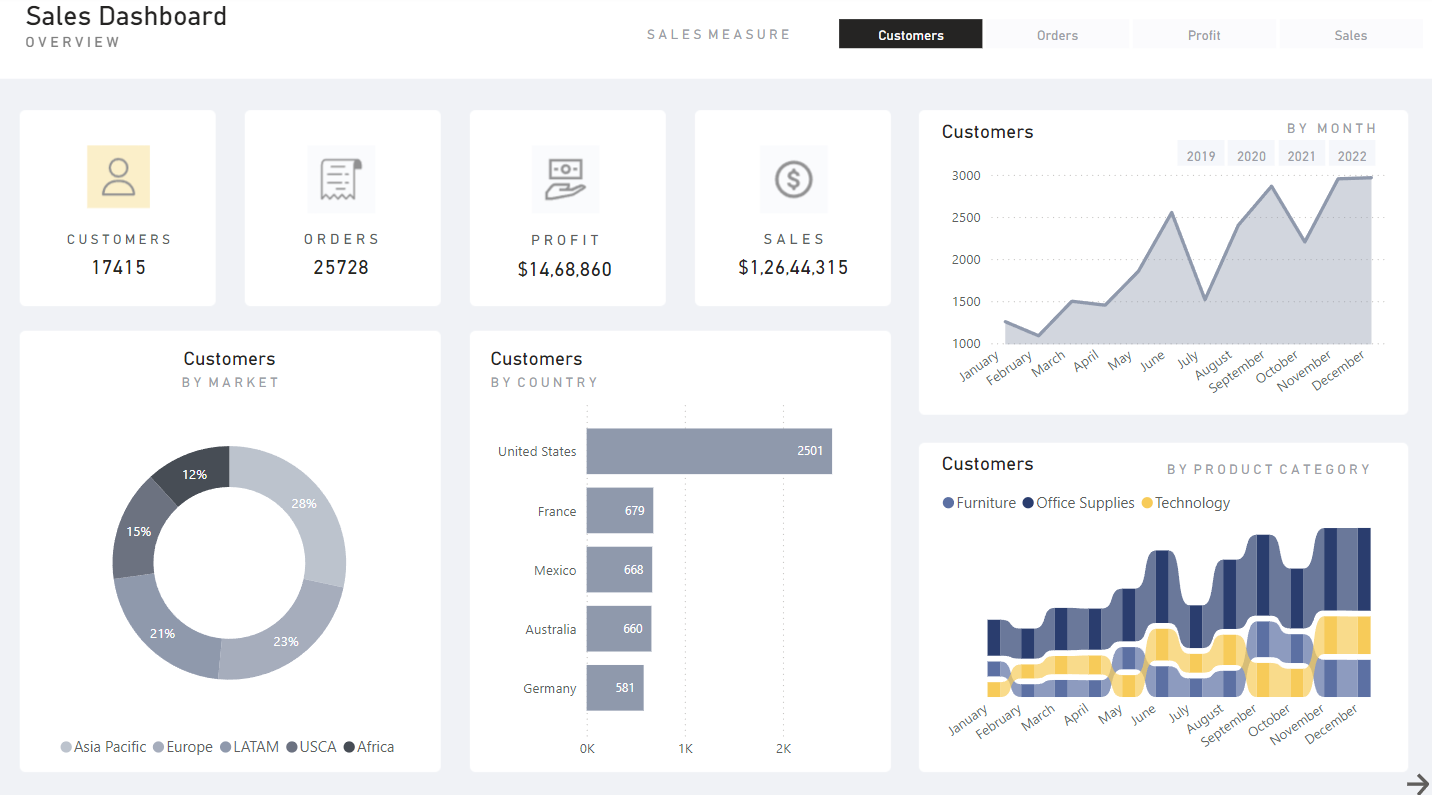 Sales Dashboard
OVERVIEW
SALES MEASURE
Customers
Orders
Profit
Sales
CUSTOMERS
17415
ORDERS
25728
PROFIT
$14,68,860
SALES
$1,26,44,315
Customers
BY MONTH
2019 2020 2021 2022
3000
2500
2000
1500
1000
January February March April May June July August September October November December
Customers
BY MARKET
12%
28%
15%
21%
23%
Asia Pacific Europe LATAM USCA Africa
Customers
BY COUNTRY
United States 2501
France 679
Mexico 668
Australia 660
Germany 581
0K 1K 2K
Customers
BY PRODUCT CATEGORY
Furniture Office Supplies Technology
January February March April May June July August September October November December